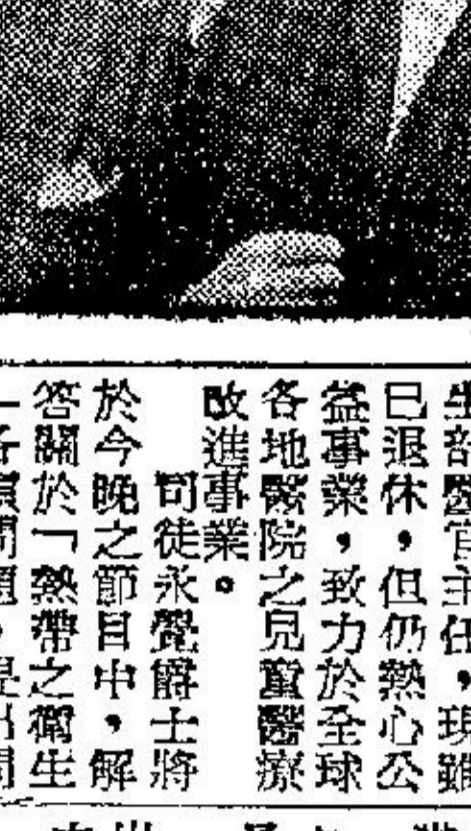 生部醫官主任，現雖
已退休，但仍熱心公
益事業，致力於全球
各地醫院之兒童醫療
改進事業。
司徒永覺爵士將
於今晚之節目中，解
答關於「熱帶之衞生